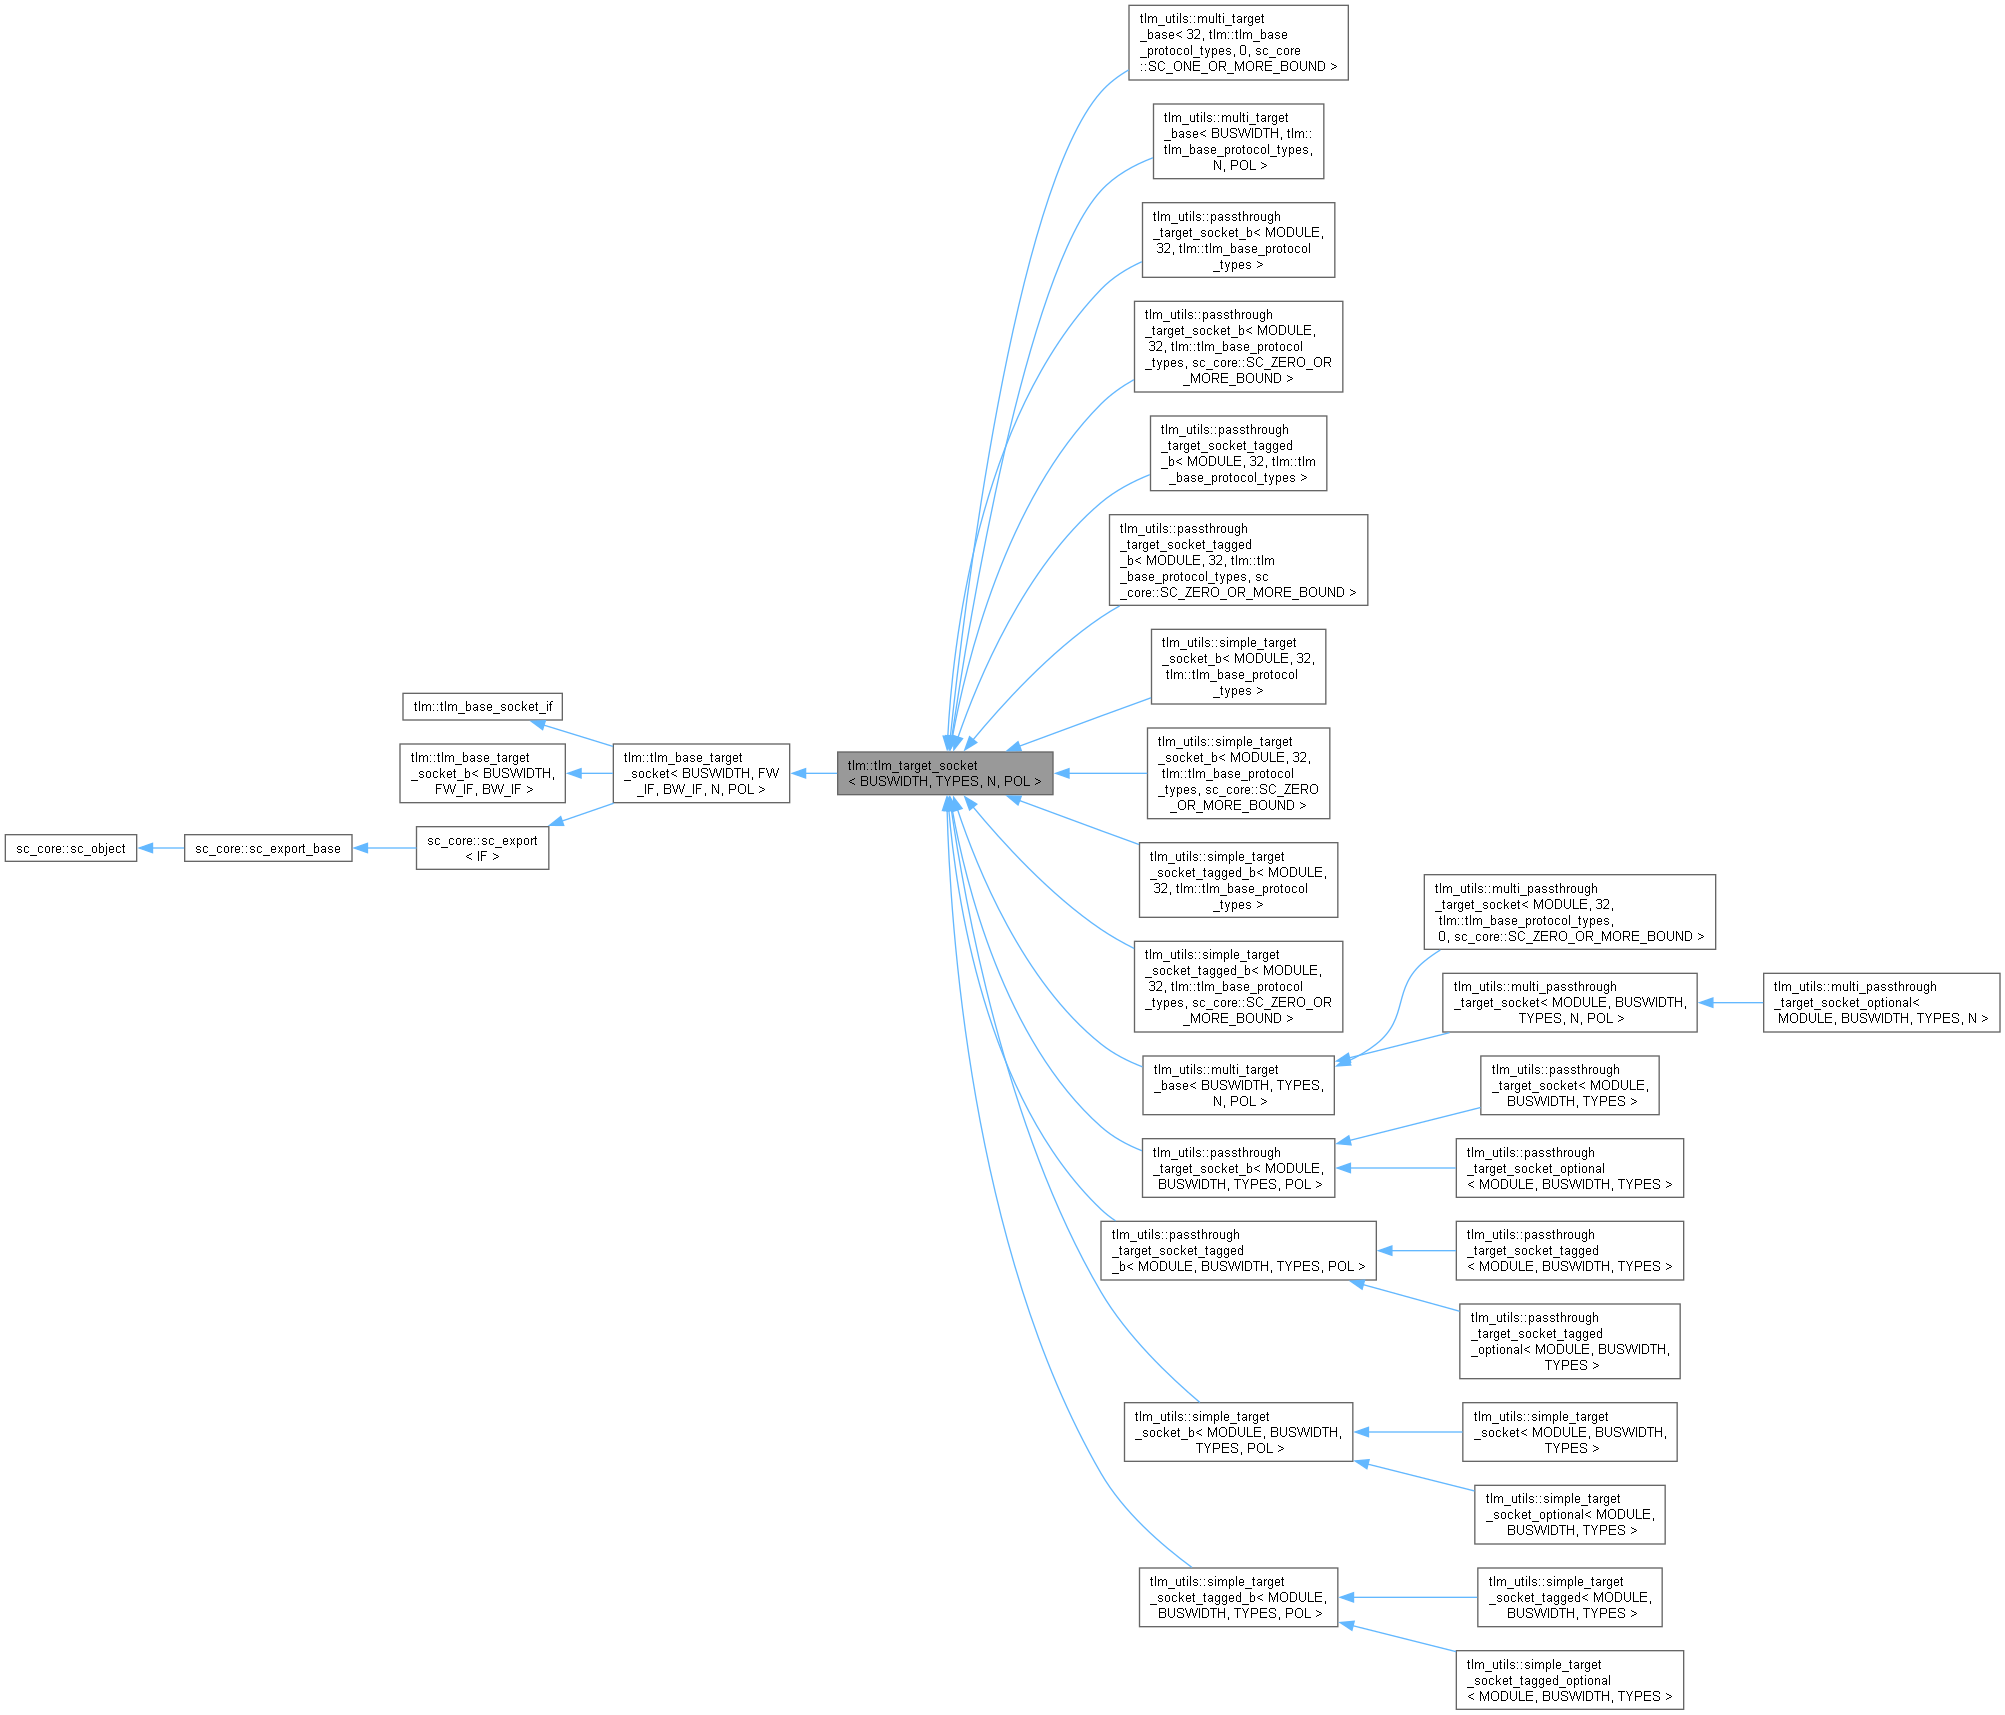 tlm_utils::multi_target
_base< 32, tlm::tlm_base
_protocol_types, 0, sc_core
::SC_ONE_OR_MORE_BOUND >
tlm_utils::multi_target
_base< BUSWIDTH, tlm::
tlm_base_protocol_types,
N, POL >
tlm_utils::passthrough
_target_socket_b< MODULE,
32, tlm::tlm_base_protocol
_types >
tlm_utils::passthrough
_target_socket_b< MODULE,
32, tlm::tlm_base_protocol
_types, sc_core::SC_ZERO_OR
_MORE_BOUND >
tlm_utils::passthrough
_target_socket_tagged
_b< MODULE, 32, tlm::tlm
_base_protocol_types >
tlm_utils::passthrough
_target_socket_tagged
_b< MODULE, 32, tlm::tlm
_base_protocol_types, sc
_core::SC_ZERO_OR_MORE_BOUND >
tlm_utils::simple_target
_socket_b< MODULE, 32,
tlm::tlm_base_protocol
_types >
tlm::tlm_base_socket_if
tlm::tlm_base_target
_socket_b< BUSWIDTH,
FW_IF, BW_IF >
tlm::tlm_base_target
_socket< BUSWIDTH, FW
_IF, BW_IF, N, POL >
tlm::tlm_target_socket
< BUSWIDTH, TYPES, N, POL >
tlm_utils::simple_target
_socket_b< MODULE, 32,
tlm::tlm_base_protocol
_types, sc_core::SC_ZERO
_OR_MORE_BOUND >
sc_core::sc_object
sc_core::sc_export_base
sc_core::sc_export
< IF >
tlm_utils::simple_target
_socket_tagged_b< MODULE,
32, tlm::tlm_base_protocol
_types >
tlm_utils::simple_target
_socket_tagged_b< MODULE,
32, tlm::tlm_base_protocol
_types, sc_core::SC_ZERO_OR
_MORE_BOUND >
tlm_utils::multi_passthrough
_target_socket< MODULE, 32,
tlm::tlm_base_protocol_types,
0, sc_core::SC_ZERO_OR_MORE_BOUND >
tlm_utils::multi_passthrough
_target_socket< MODULE, BUSWIDTH,
TYPES, N, POL >
tlm_utils::multi_passthrough
_target_socket_optional<
MODULE, BUSWIDTH, TYPES, N >
tlm_utils::multi_target
_base< BUSWIDTH, TYPES,
N, POL >
tlm_utils::passthrough
_target_socket< MODULE,
BUSWIDTH, TYPES >
tlm_utils::passthrough
_target_socket_b< MODULE,
BUSWIDTH, TYPES, POL >
tlm_utils::passthrough
_target_socket_optional
< MODULE, BUSWIDTH, TYPES >
tlm_utils::passthrough
_target_socket_tagged
_b< MODULE, BUSWIDTH, TYPES, POL >
tlm_utils::passthrough
_target_socket_tagged
< MODULE, BUSWIDTH, TYPES >
tlm_utils::passthrough
_target_socket_tagged
_optional< MODULE, BUSWIDTH,
TYPES >
tlm_utils::simple_target
_socket_b< MODULE, BUSWIDTH,
TYPES, POL >
tlm_utils::simple_target
_socket< MODULE, BUSWIDTH,
TYPES >
tlm_utils::simple_target
_socket_optional< MODULE,
BUSWIDTH, TYPES >
tlm_utils::simple_target
_socket_tagged_b< MODULE,
BUSWIDTH, TYPES, POL >
tlm_utils::simple_target
_socket_tagged< MODULE,
BUSWIDTH, TYPES >
tlm_utils::simple_target
_socket_tagged_optional
< MODULE, BUSWIDTH, TYPES >